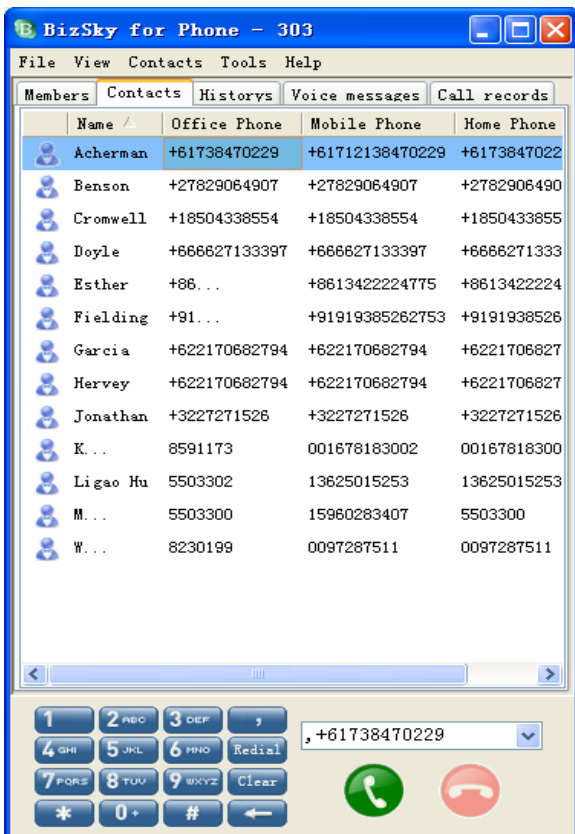 BizSky for Phone - 303
File View Contacts Tools Help
Members Contacts Historys Voice messages Call records
Name Office Phone Mobile Phone Home Phone
Acherman +61738470229 +61712138470229 +6173847022
Benson +27829064907 +27829064907 +2782906490
Cromwell +18504338554 +18504338554 +1850433855
Doyle +666627133397 +666627133397 +6666271333
Esther +86... +8613422224775 +8613422224
Fielding +91... +91919385262753 +9191938526
Garcia +622170682794 +622170682794 +6221706827
Hervey +622170682794 +622170682794 +6221706827
Jonathan +3227271526 +3227271526 +3227271526
K... 8591173 001678183002 00167818300
Ligao Hu 5503302 13625015253 13625015253
M... 5503300 15960283407 5503300
W... 8230199 0097287511 0097287511
1 2 ABC 3 DEF ,
,+61738470229
4 GHI 5 JKL 6 MNO Redial
7 PQRS 8 TUV 9 WXYZ Clear
* 0 + # ←